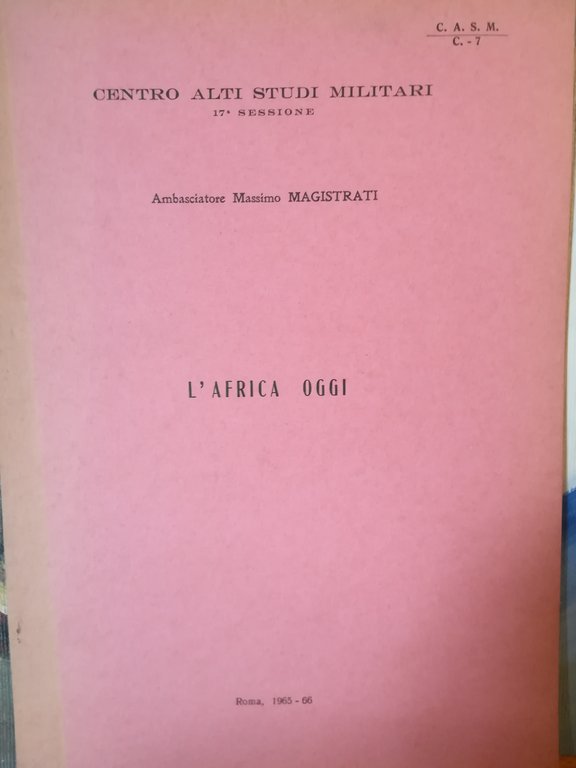 C. A. S. M.
C. - 7
CENTRO ALTI STUDI MILITARI
17ª SESSIONE
Ambasciatore Massimo MAGISTRATI
L'AFRICA OGGI
Roma, 1965 - 66